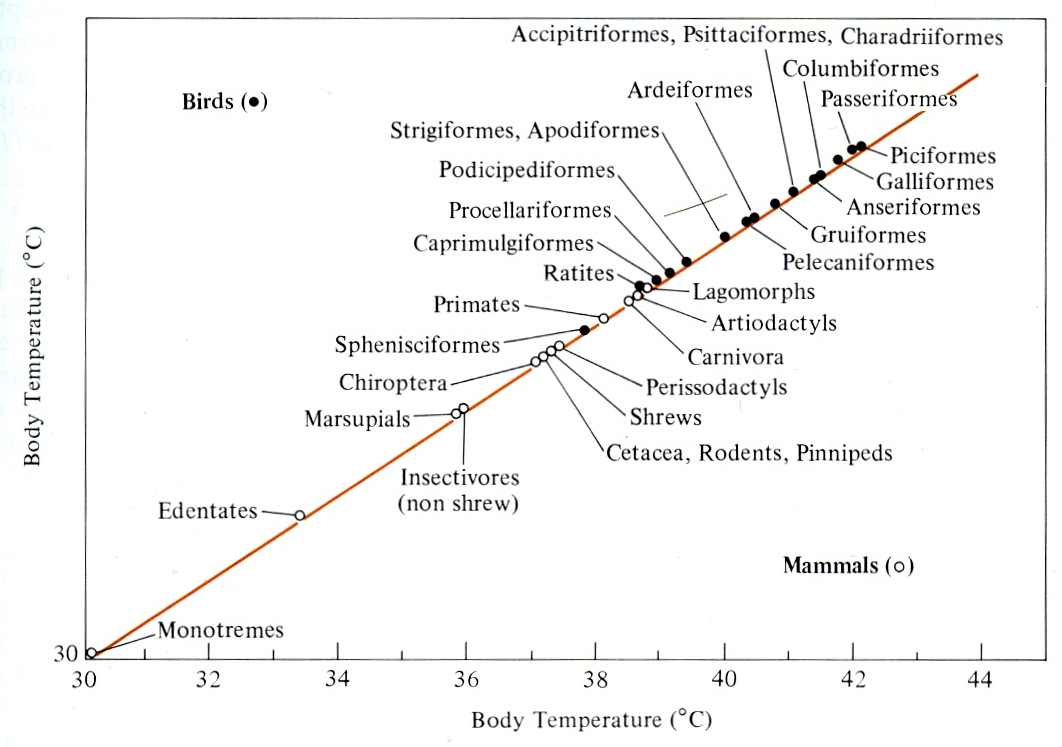 Accipitriformes, Psittaciformes, Charadriiformes
Columbiformes
Ardeiformes
Passeriformes
Birds (●)
Strigiformes, Apodiformes
Piciformes
Podicipediformes
Galliformes
Procellariformes
Anseriformes
Gruiformes
Caprimulgiformes
Pelecaniformes
Ratites
Lagomorphs
Primates
Artiodactyls
Sphenisciformes
Carnivora
Chiroptera
Perissodactyls
Marsupials
Shrews
Cetacea, Rodents, Pinnipeds
Insectivores
(non shrew)
Edentates
Mammals (○)
Monotremes
Body Temperature (°C)
30
30 32 34 36 38 40 42 44
Body Temperature (°C)